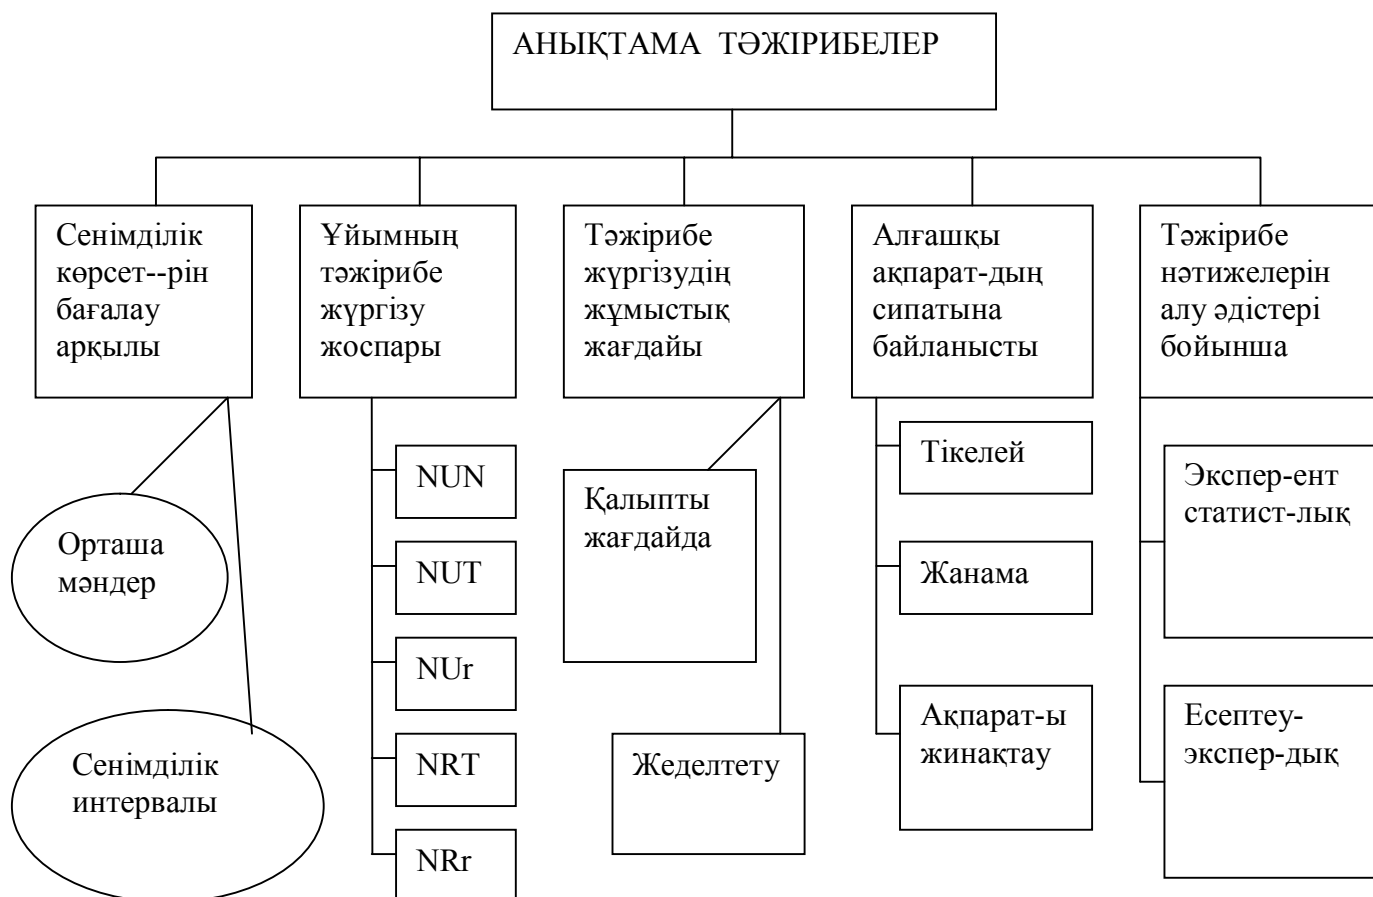 АНЫҚТАМА ТӘЖІРИБЕЛЕР
Сенімділік
көрсет--рін
бағалау
арқылы
Ұйымның
тәжірибе
жүргізу
жоспары
Тәжірибе
жүргізудің
жұмыстық
жағдайы
Алғашқы
ақпарат-дың
сипатына
байланысты
Тәжірибе
нәтижелерін
алу әдістері
бойынша
Орташа
мәндер
Сенімділік
интервалы
NUN
NUT
NUr
NRT
NRr
Қалыпты
жағдайда
Жеделтету
Тікелей
Жанама
Ақпарат-ы
жинақтау
Экспер-ент
статист-лық
Есептеу-
экспер-дық